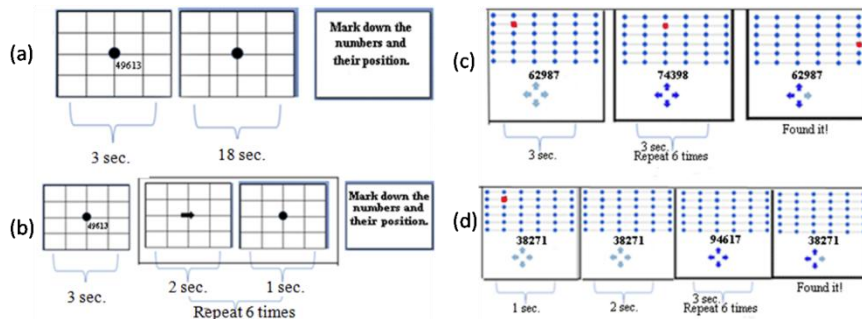 (a)
49613
3 sec.
18 sec.
Mark down the
numbers and
their position.
(b)
49613
3 sec.
2 sec.
1 sec.
Repeat 6 times
Mark down the
numbers and
their position.
(c)
62987
74398
62987
3 sec.
3 sec.
Repeat 6 times
Found it!
(d)
38271
38271
94617
38271
1 sec.
2 sec.
3 sec.
Repeat 6 times
Found it!